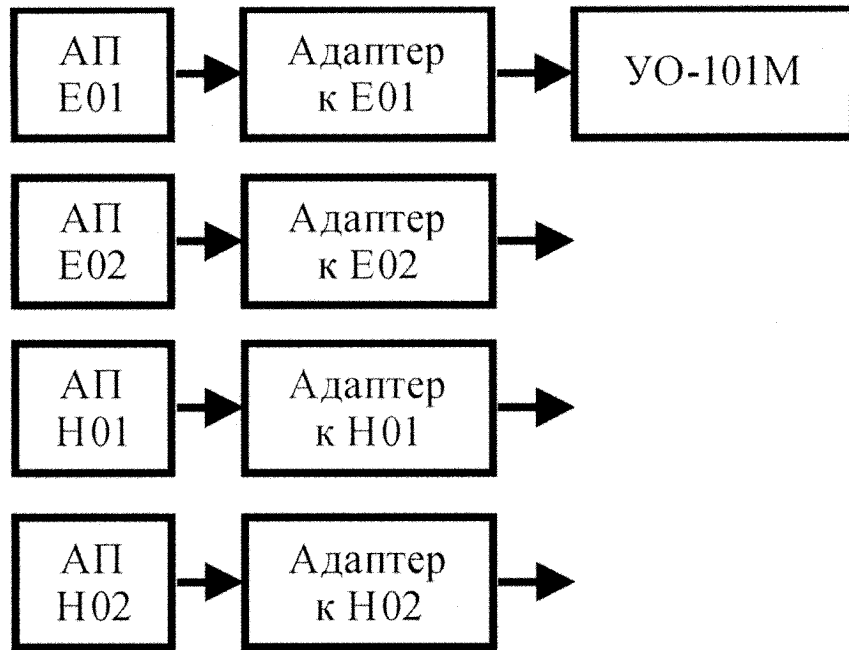 АП
Е01
Адаптер
к Е01
УО-101М
АП
Е02
Адаптер
к Е02
АП
Н01
Адаптер
к Н01
АП
Н02
Адаптер
к Н02